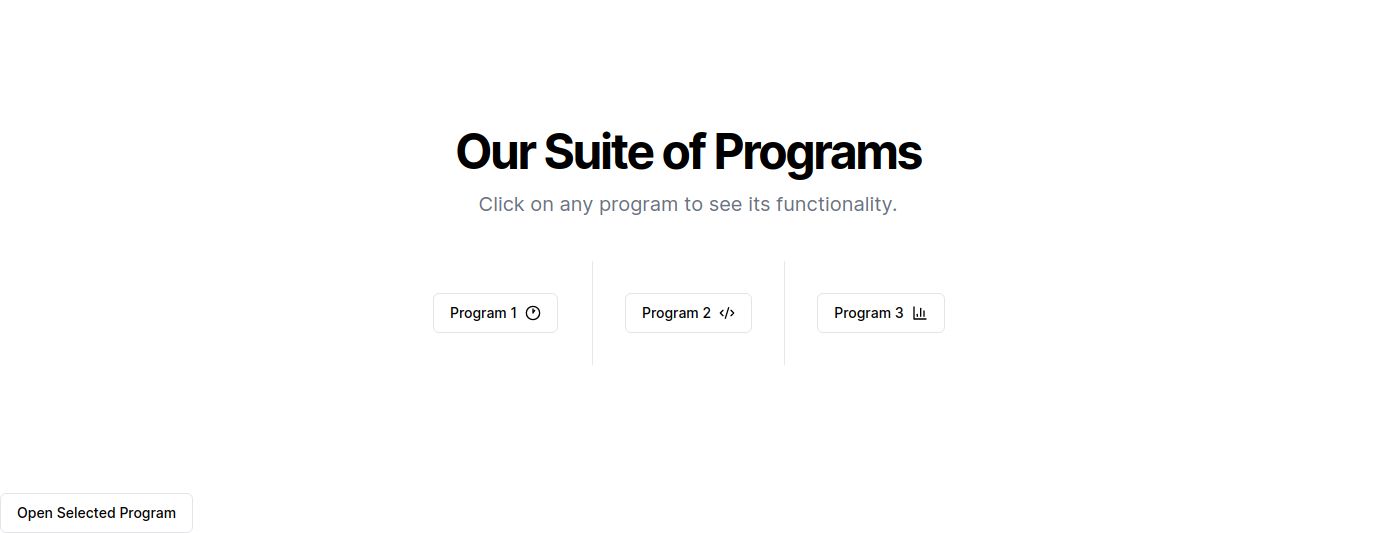 Our Suite of Programs
Click on any program to see its functionality.
Program 1
Program 2
Program 3
Open Selected Program